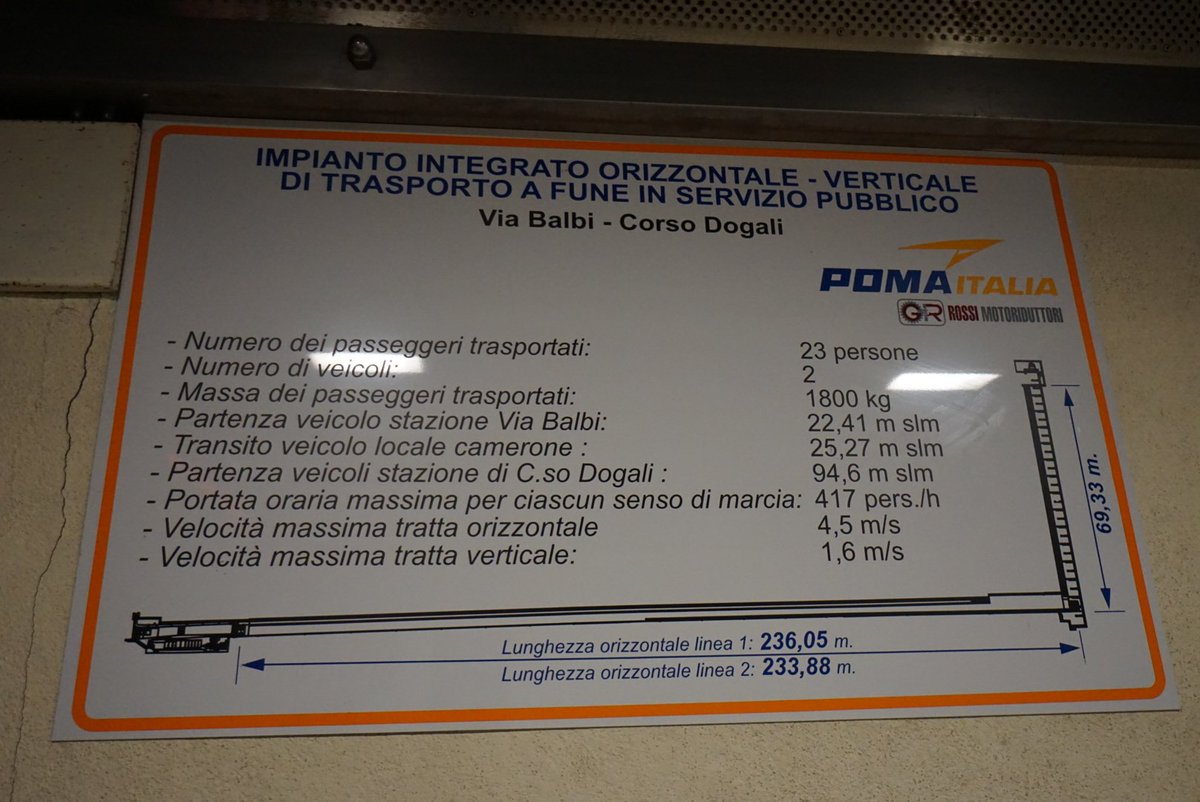 IMPIANTO INTEGRATO ORIZZONTALE - VERTICALE
DI TRASPORTO A FUNE IN SERVIZIO PUBBLICO
Via Balbi - Corso Dogali
POMA ITALIA
GR ROSSI MOTORIDUTTORI
- Numero dei passeggeri trasportati: 23 persone
- Numero di veicoli: 2
- Massa dei passeggeri trasportati: 1800 kg
- Partenza veicolo stazione Via Balbi: 22,41 m slm
- Transito veicolo locale camerone : 25,27 m slm
- Partenza veicoli stazione di C.so Dogali : 94,6 m slm
- Portata oraria massima per ciascun senso di marcia: 417 pers./h
- Velocità massima tratta orizzontale 4,5 m/s
- Velocità massima tratta verticale: 1,6 m/s
69,33 m.
Lunghezza orizzontale linea 1: 236,05 m.
Lunghezza orizzontale linea 2: 233,88 m.